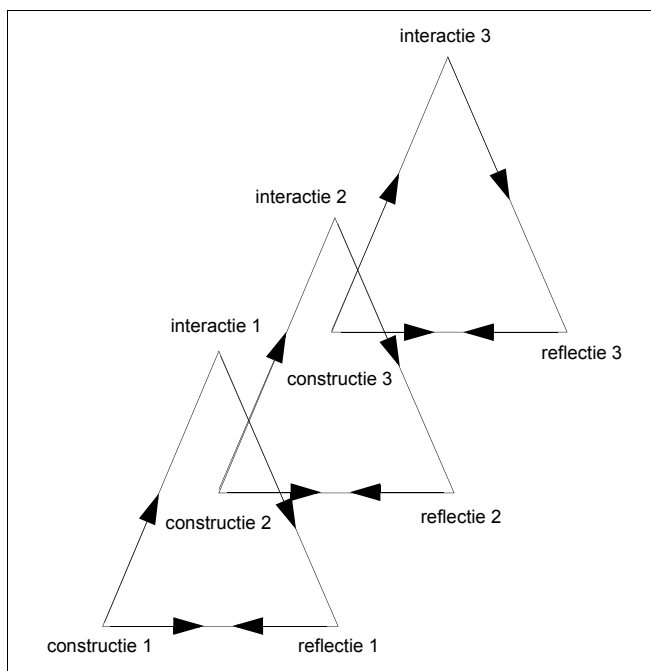 interactie 3
interactie 2
interactie 1
reflectie 3
constructie 3
constructie 2
reflectie 2
constructie 1
reflectie 1